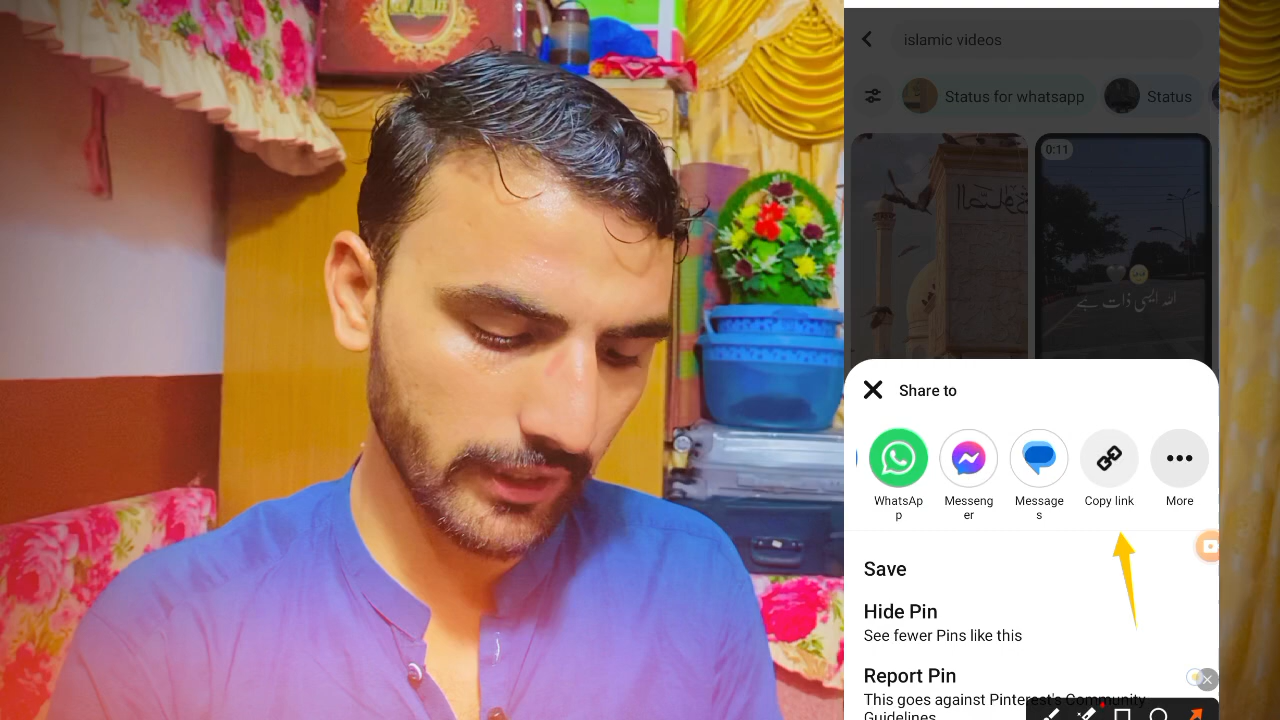 islamic videos
Status for whatsapp
Status
0:11
اللہ ایسی ذات ہے
Share to
WhatsAp
p
Messeng
er
Message
s
Copy link
More
Save
Hide Pin
See fewer Pins like this
Report Pin
This goes against Pinterest's Community
Guidelines